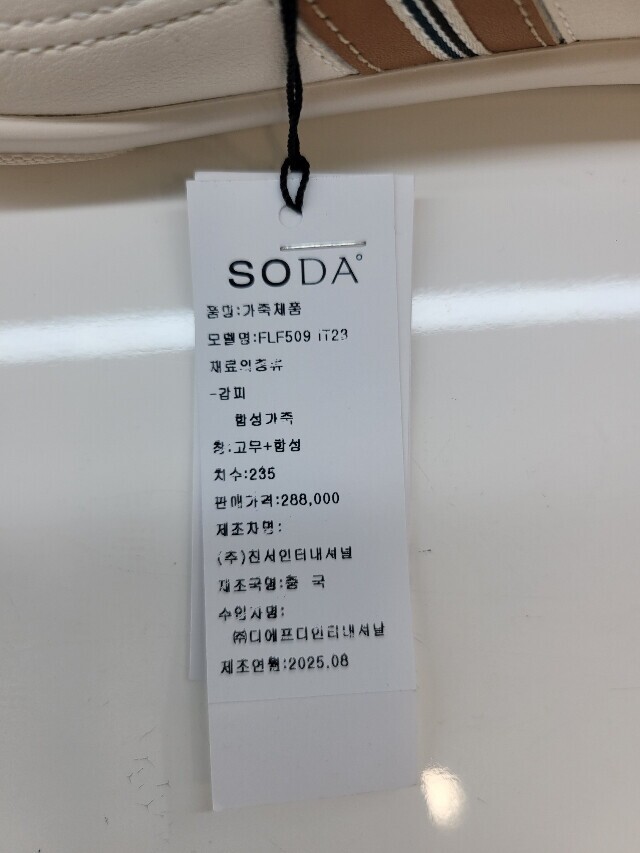 SODA
품명:가죽제품
모델명:FLF509 IT23
재료의종류
-갑피
합성가죽
창:고무+합성
치수:235
판매가격:288,000
제조자명:
(주)진서인터내셔널
제조국명:중 국
수입자명:
㈜디에프디인터내셔날
제조연월:2025.08